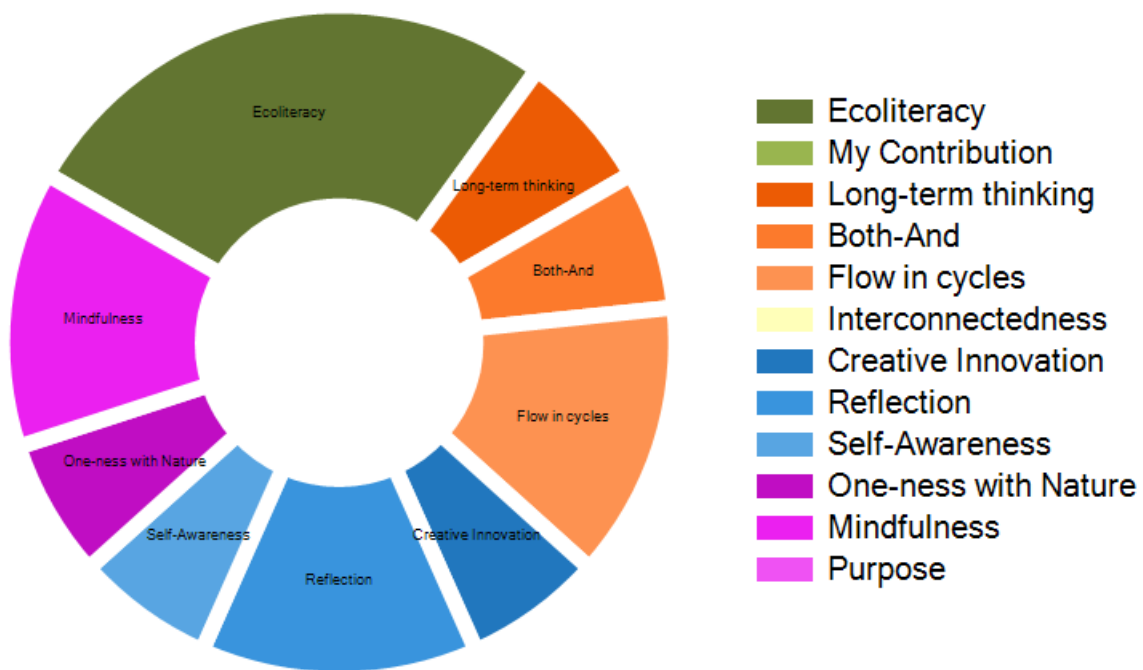 Ecoliteracy
Long-term thinking
Both-And
Mindfulness
Flow in cycles
One-ness with Nature
Self-Awareness
Creative Innovation
Reflection
Ecoliteracy
My Contribution
Long-term thinking
Both-And
Flow in cycles
Interconnectedness
Creative Innovation
Reflection
Self-Awareness
One-ness with Nature
Mindfulness
Purpose